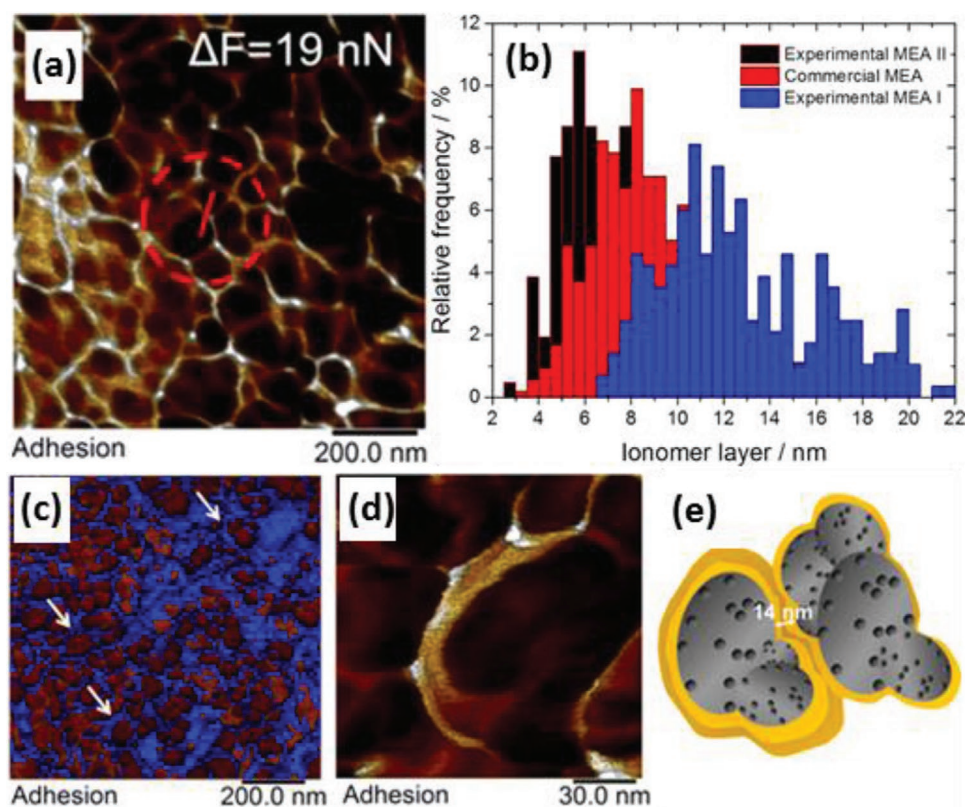 (a)
ΔF=19 nN
Adhesion
200.0 nm
(b)
Experimental MEA II
Commercial MEA
Experimental MEA I
Relative frequency / %
12
10
8
6
4
2
0
2 4 6 8 10 12 14 16 18 20 22
Ionomer layer / nm
(c)
Adhesion
200.0 nm
(d)
Adhesion
30.0 nm
(e)
14 nm